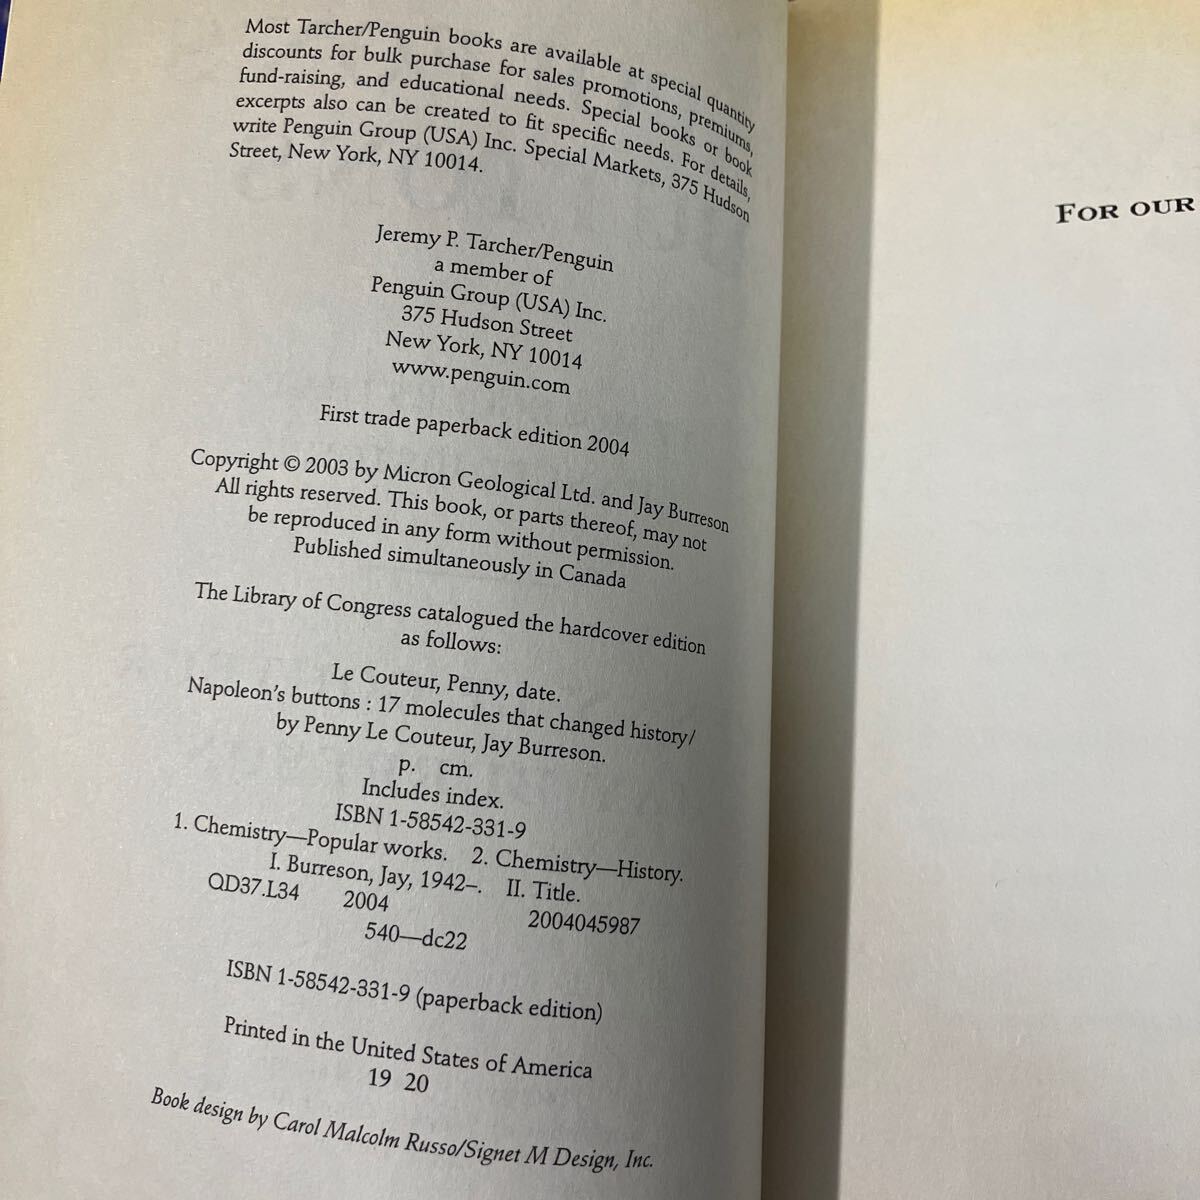 Most Tarcher/Penguin books are available at special quantity
discounts for bulk purchase for sales promotions, premiums,
fund-raising, and educational needs. Special books or book
excerpts also can be created to fit specific needs. For details,
write Penguin Group (USA) Inc. Special Markets, 375 Hudson
Street, New York, NY 10014.
Jeremy P. Tarcher/Penguin
a member of
Penguin Group (USA) Inc.
375 Hudson Street
New York, NY 10014
www.penguin.com
First trade paperback edition 2004
Copyright © 2003 by Micron Geological Ltd. and Jay Burreson
All rights reserved. This book, or parts thereof, may not
be reproduced in any form without permission.
Published simultaneously in Canada
The Library of Congress catalogued the hardcover edition
as follows:
Le Couteur, Penny, date.
Napoleon's buttons : 17 molecules that changed history/
by Penny Le Couteur, Jay Burreson.
p. cm.
Includes index.
ISBN 1-58542-331-9
1. Chemistry—Popular works. 2. Chemistry—History.
I. Burreson, Jay, 1942–. II. Title.
QD37.L34 2004 2004045987
540—dc22
ISBN 1-58542-331-9 (paperback edition)
Printed in the United States of America
19 20
Book design by Carol Malcolm Russo/Signet M Design, Inc.
FOR OUR